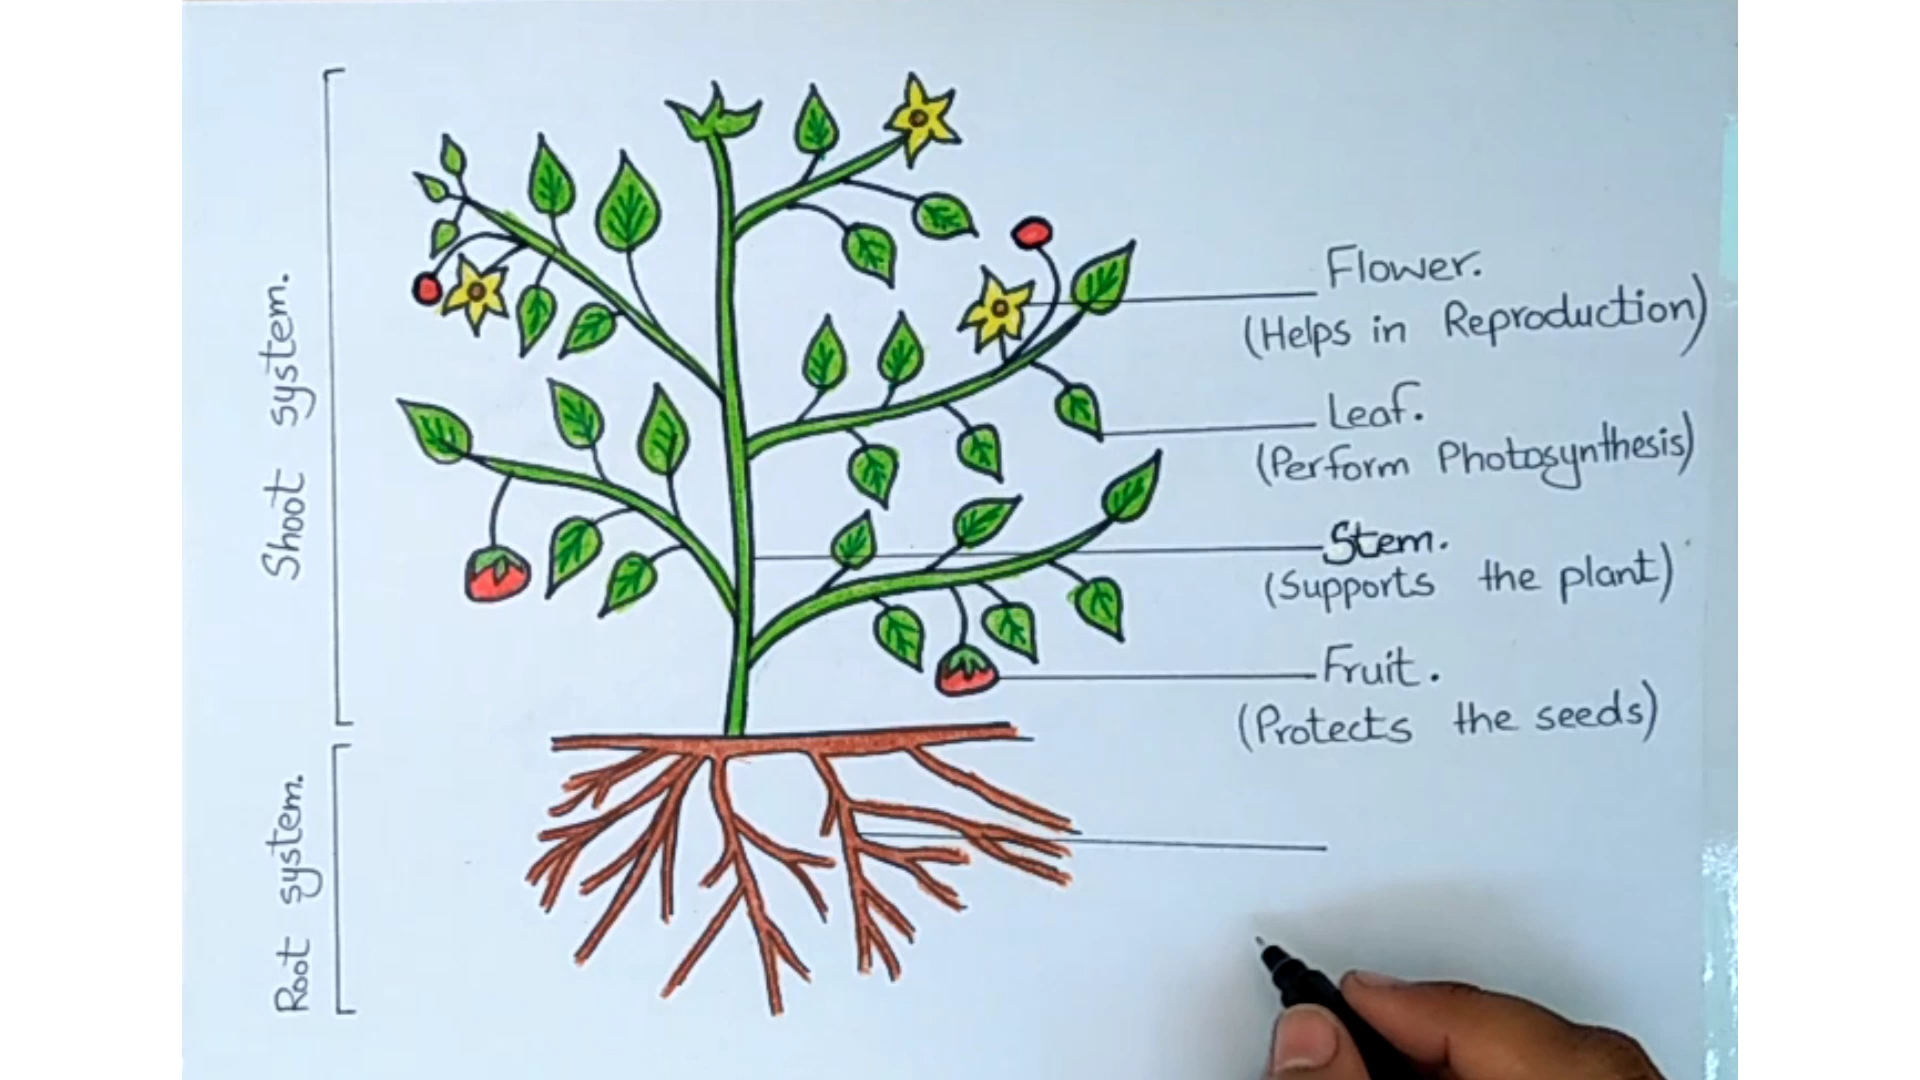 Shoot system.
Root system.
Flower.
(Helps in Reproduction)
Leaf.
(Perform Photosynthesis)
Stem.
(Supports the plant)
Fruit.
(Protects the seeds)